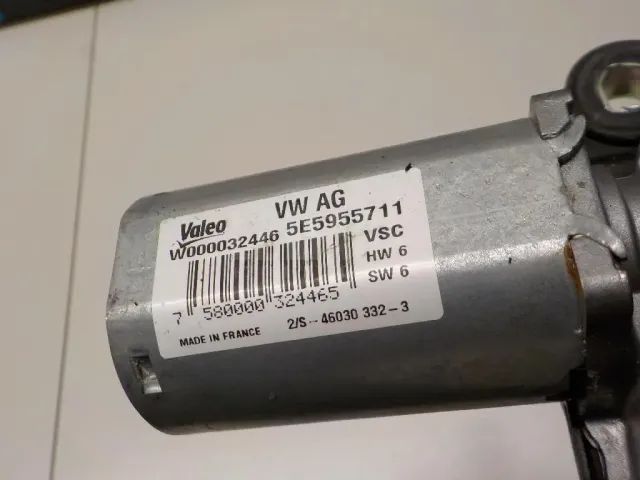 Valeo VW AG
W000032446 5E5955711
VSC
HW 6
SW 6
7 580000 324465
MADE IN FRANCE 2/S-46030 332-3